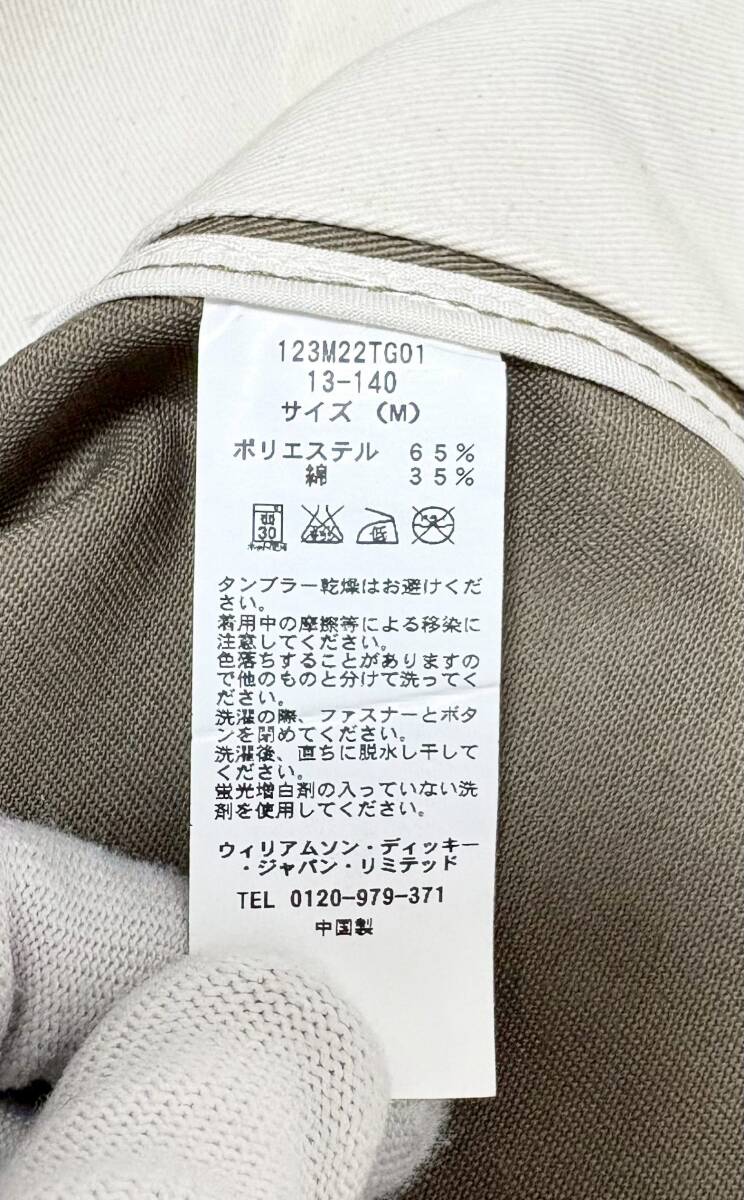 123M22TG01
13-140
サイズ （M）
ポリエステル 65%
綿 35%
30
低
タンブラー乾燥はお避けくだ
さい。
着用中の摩擦等による移染に
注意してください。
色落ちすることがありますの
で他のものと分けて洗ってく
ださい。
洗濯の際、ファスナーとボタ
ンを閉めてください。
洗濯後、直ちに脱水し干して
ください。
蛍光増白剤の入っていない洗
剤を使用してください。
ウィリアムソン・ディッキー
・ジャパン・リミテッド
TEL 0120-979-371
中国製